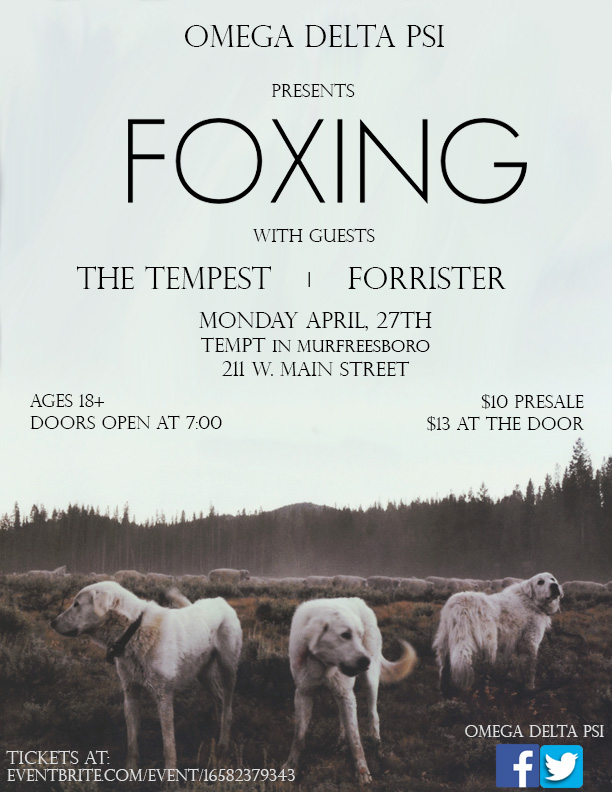 OMEGA DELTA PSI
PRESENTS
FOXING
WITH GUESTS
THE TEMPEST | FORRISTER
MONDAY APRIL, 27TH
TEMPT IN MURFREESBORO
211 W. MAIN STREET
AGES 18+
DOORS OPEN AT 7:00
$10 PRESALE
$13 AT THE DOOR
OMEGA DELTA PSI
TICKETS AT:
EVENTBRITE.COM/EVENT/16582379343